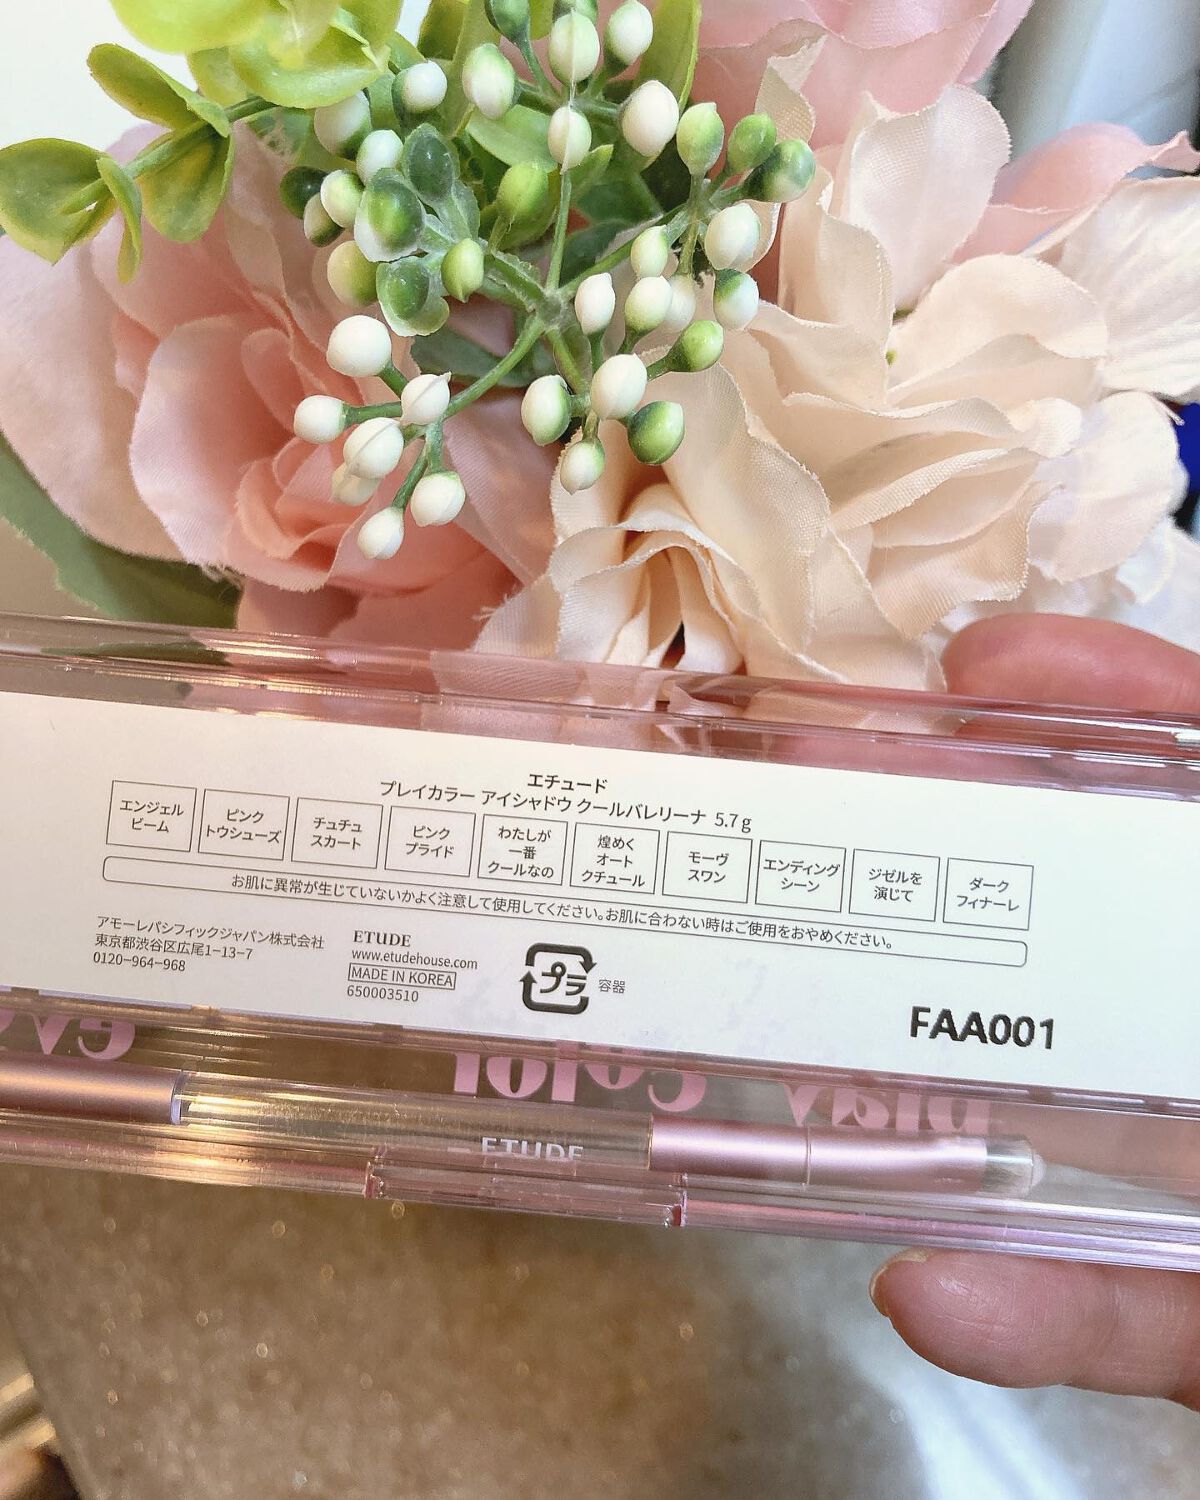 エチュード
プレイカラー アイシャドウ クールバレリーナ 5.7g
エンジェル
ビーム
ピンク
トウシューズ
チュチュ
スカート
ピンク
プライド
わたしが
一番
クールなの
煌めく
オート
クチュール
モーヴ
スワン
エンディング
シーン
ジゼルを
演じて
ダーク
フィナーレ
お肌に異常が生じていないかよく注意して使用してください。お肌に合わない時はご使用をおやめください。
アモーレパシフィックジャパン株式会社
東京都渋谷区広尾1-13-7
0120-964-968
ETUDE
www.etudehouse.com
MADE IN KOREA
650003510
プラ 容器
FAA001
Play Color
ETUDE